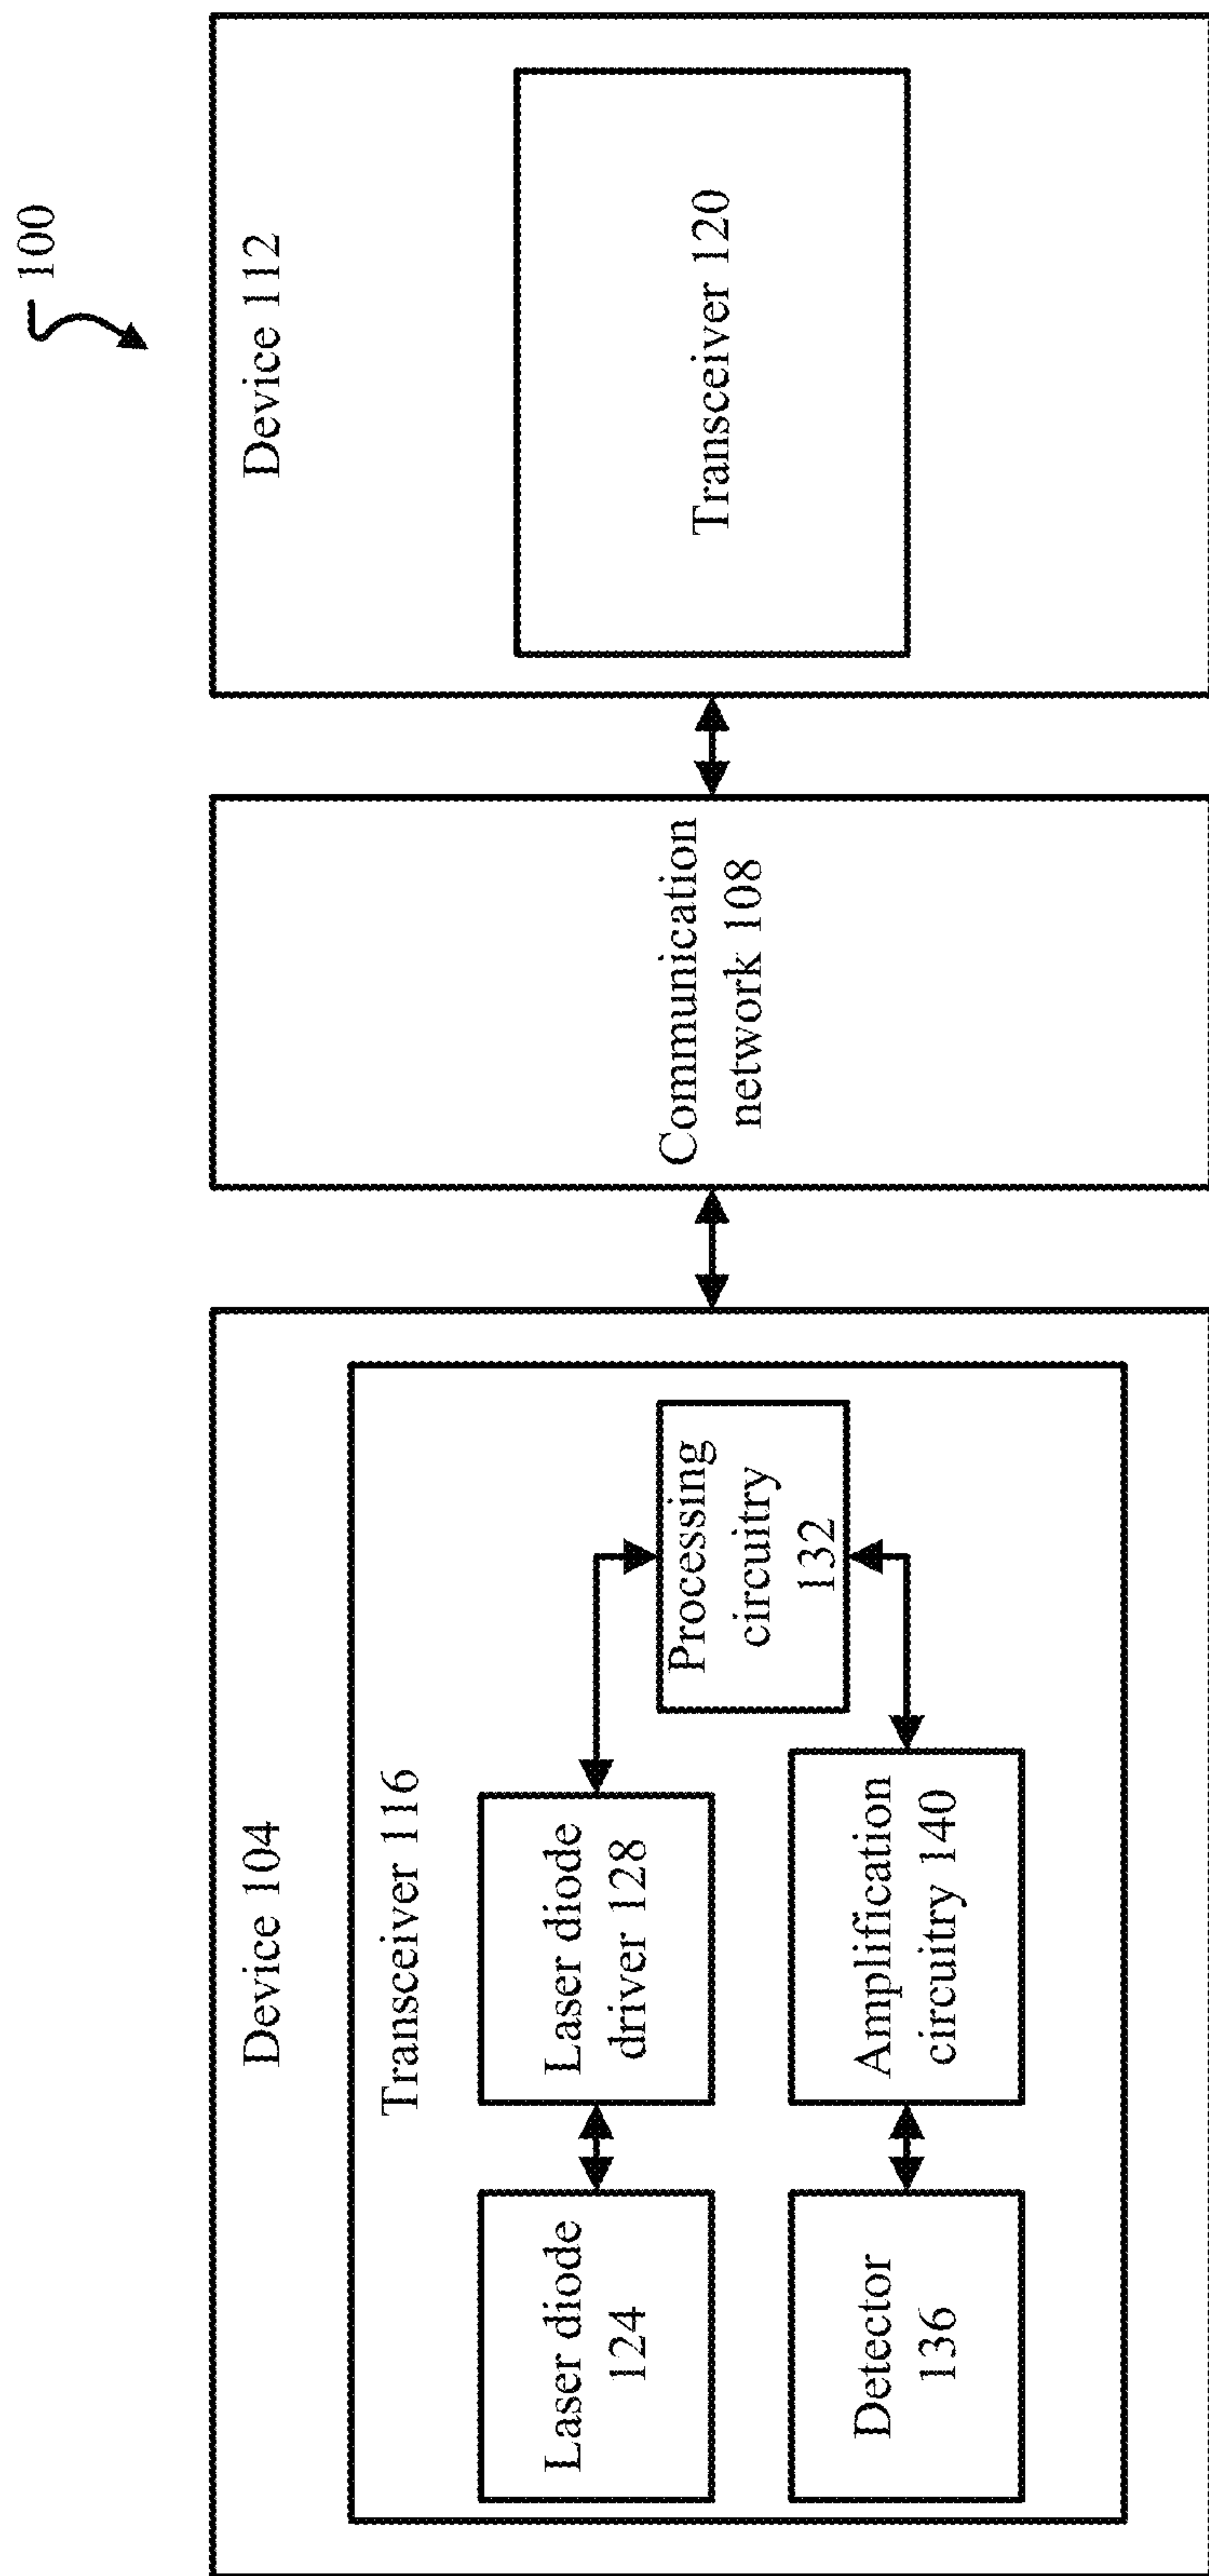 100
Device 104
Transceiver 116
Laser diode
124
Laser diode
driver 128
Processing
circuitry
132
Detector
136
Amplification
circuitry 140
Communication
network 108
Device 112
Transceiver 120